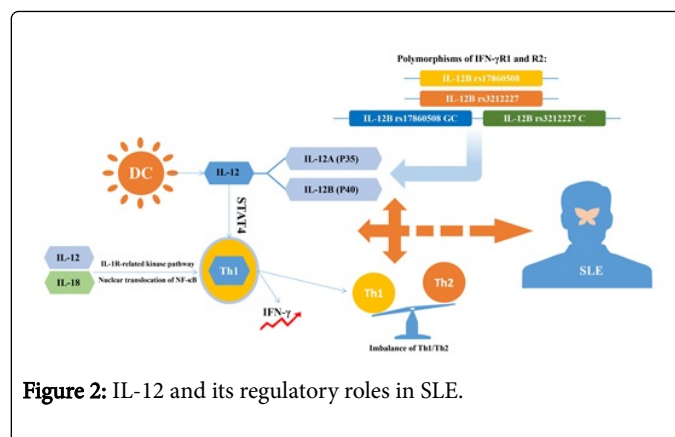 Polymorphisms of IFN-γR1 and R2:
IL-12B rs17860508
IL-12B rs3212227
IL-12B rs17860508 GC
IL-12B rs3212227 C
DC
IL-12
IL-12A (P35)
IL-12B (P40)
STAT4
IL-12
IL-18
IL-1R-related kinase pathway
Nuclear translocation of NF-κB
Th1
IFN-γ
Th1
Th2
Imbalance of Th1/Th2
SLE
Figure 2: IL-12 and its regulatory roles in SLE.